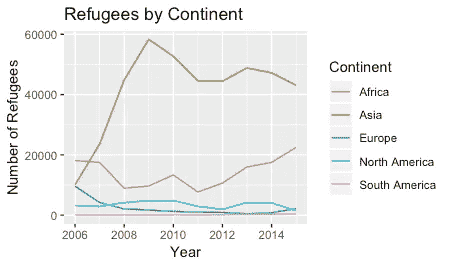 Refugees by Continent
Number of Refugees
60000
40000
20000
0
2006
2008
2010
2012
2014
Year
Continent
Africa
Asia
Europe
North America
South America